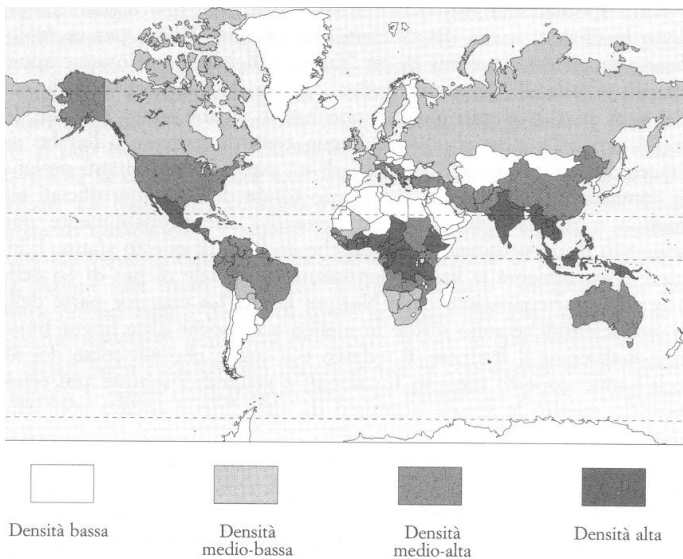 Densità bassa
Densità
medio-bassa
Densità
medio-alta
Densità alta